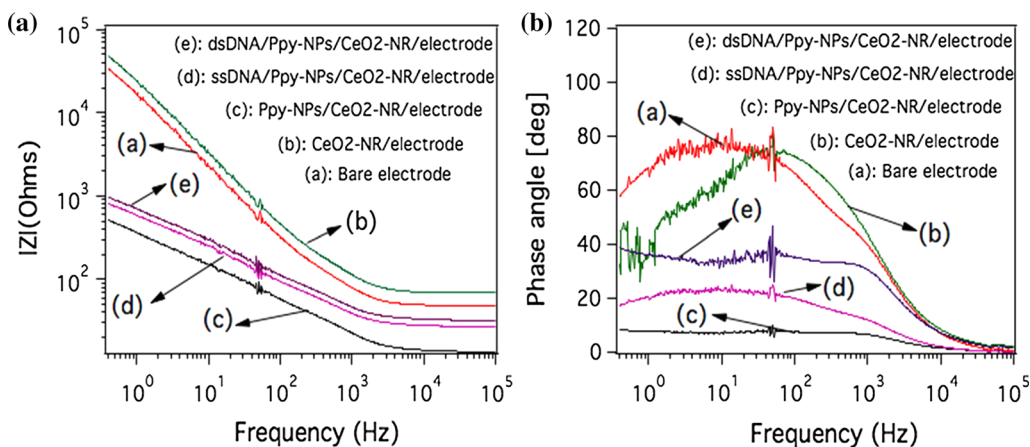 (a)
(e): dsDNA/Ppy-NPs/CeO2-NR/electrode
(d): ssDNA/Ppy-NPs/CeO2-NR/electrode
(c): Ppy-NPs/CeO2-NR/electrode
(b): CeO2-NR/electrode
(a): Bare electrode
(a)
(e)
(b)
(d)
(c)
IZI(Ohms)
10^5
10^4
10^3
10^2
10^0
10^1
10^2
10^3
10^4
10^5
Frequency (Hz)
(b)
(e): dsDNA/Ppy-NPs/CeO2-NR/electrode
(d): ssDNA/Ppy-NPs/CeO2-NR/electrode
(c): Ppy-NPs/CeO2-NR/electrode
(b): CeO2-NR/electrode
(a): Bare electrode
(a)
(e)
(b)
(d)
(c)
Phase angle [deg]
120
100
80
60
40
20
0
10^0
10^1
10^2
10^3
10^4
10^5
Frequency (Hz)